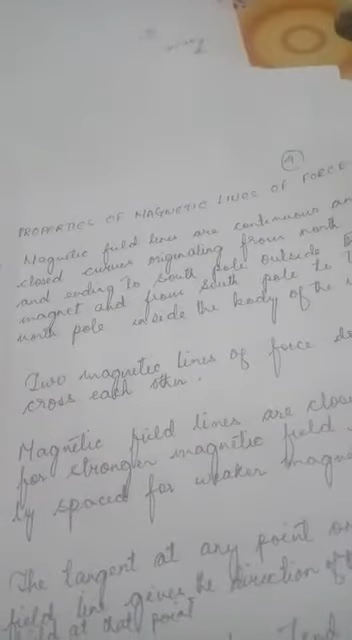 4
PROPERTIES OF MAGNETIC LINES OF FORCE
Magnetic field lines are continuous an
closed curves originating from north
and ending to south pole outside
magnet and from south pole to
north pole inside the body of the
Two magnetic lines of force do
cross each other.
Magnetic field lines are close
for stronger magnetic field
ly spaced for weaker magne
The tangent at any point on
field line gives the direction of
field at that point